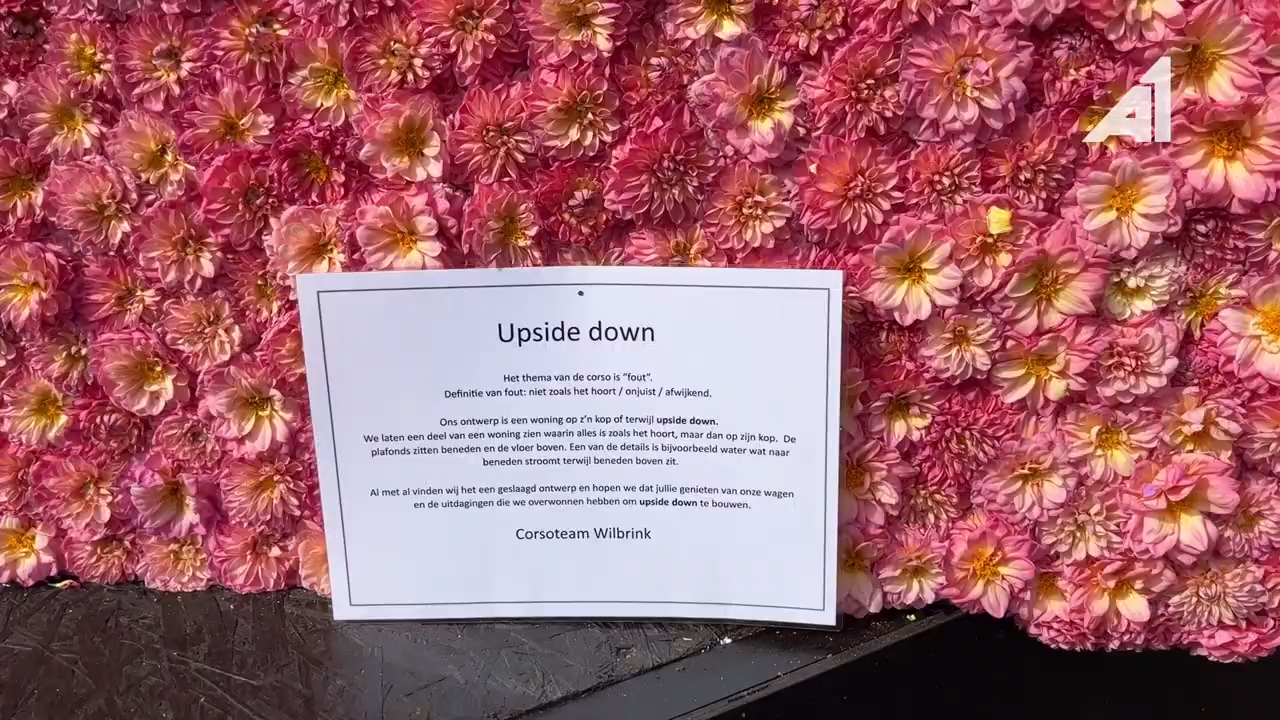 A1
Upside down
Het thema van de corso is “fout”.
Definitie van fout: niet zoals het hoort / onjuist / afwijkend.
Ons ontwerp is een woning op z’n kop of terwijl upside down.
We laten een deel van een woning zien waarin alles is zoals het hoort, maar dan op zijn kop. De
plafonds zitten beneden en de vloer boven. Een van de details is bijvoorbeeld water wat naar
beneden stroomt terwijl beneden boven zit.
Al met al vinden wij het een geslaagd ontwerp en hopen we dat jullie genieten van onze wagen
en de uitdagingen die we overwonnen hebben om upside down te bouwen.
Corsoteam Wilbrink